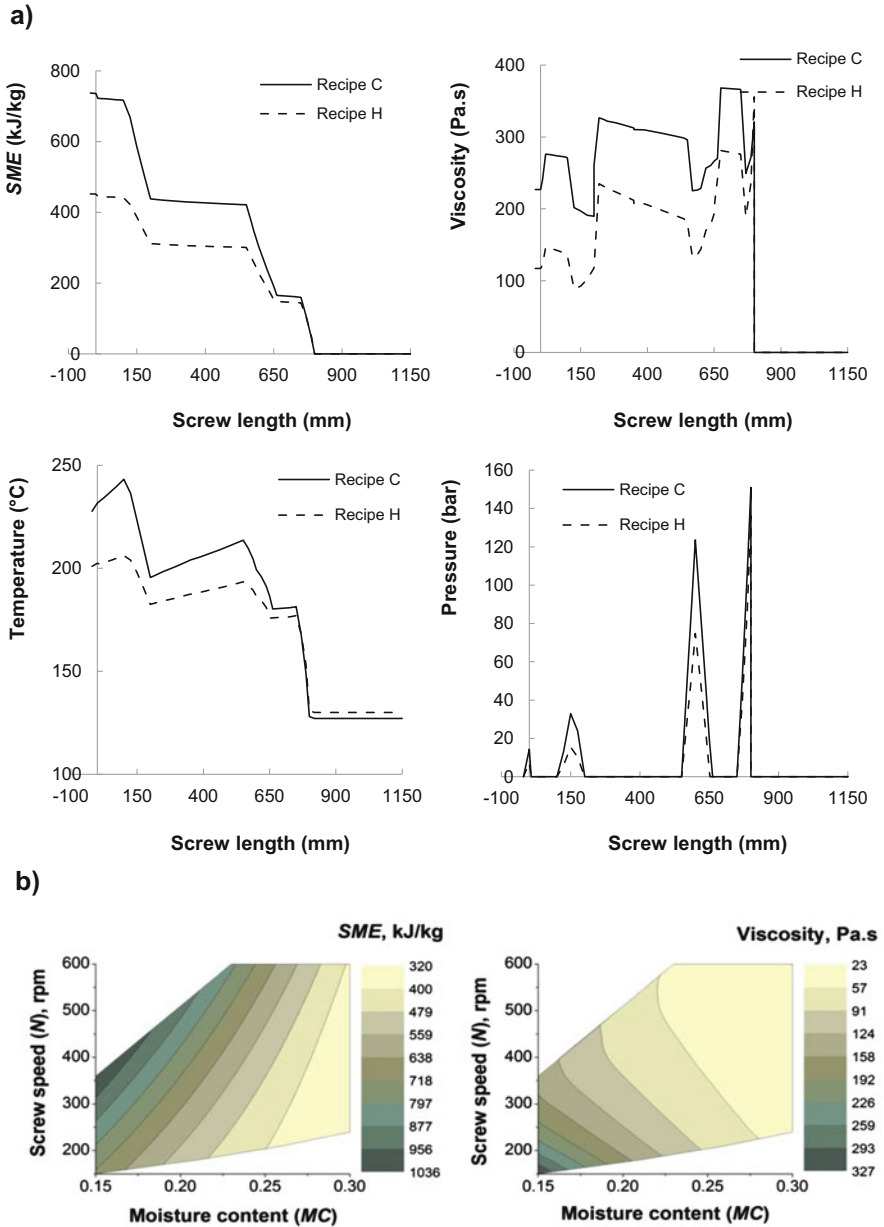 a)
SME (kJ/kg)
800
600
400
200
0
-100 150 400 650 900 1150
Screw length (mm)
Recipe C
Recipe H
Viscosity (Pa.s)
400
300
200
100
0
-100 150 400 650 900 1150
Screw length (mm)
Recipe C
Recipe H
Temperature (°C)
250
200
150
100
-100 150 400 650 900 1150
Screw length (mm)
Recipe C
Recipe H
Pressure (bar)
160
140
120
100
80
60
40
20
0
-100 150 400 650 900 1150
Screw length (mm)
Recipe C
Recipe H
b)
SME, kJ/kg
Screw speed (N), rpm
600
500
400
300
200
0.15 0.20 0.25 0.30
Moisture content (MC)
320
400
479
559
638
718
797
877
956
1036
Viscosity, Pa.s
Screw speed (N), rpm
600
500
400
300
200
0.15 0.20 0.25 0.30
Moisture content (MC)
23
57
91
124
158
192
226
259
293
327